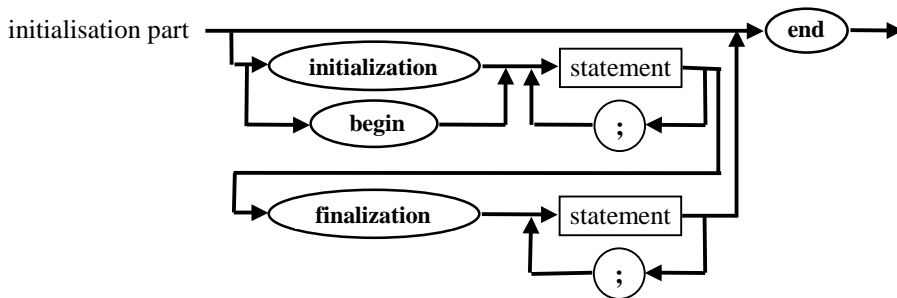 initialisation part end
initialization statement
begin ;
finalization statement
;